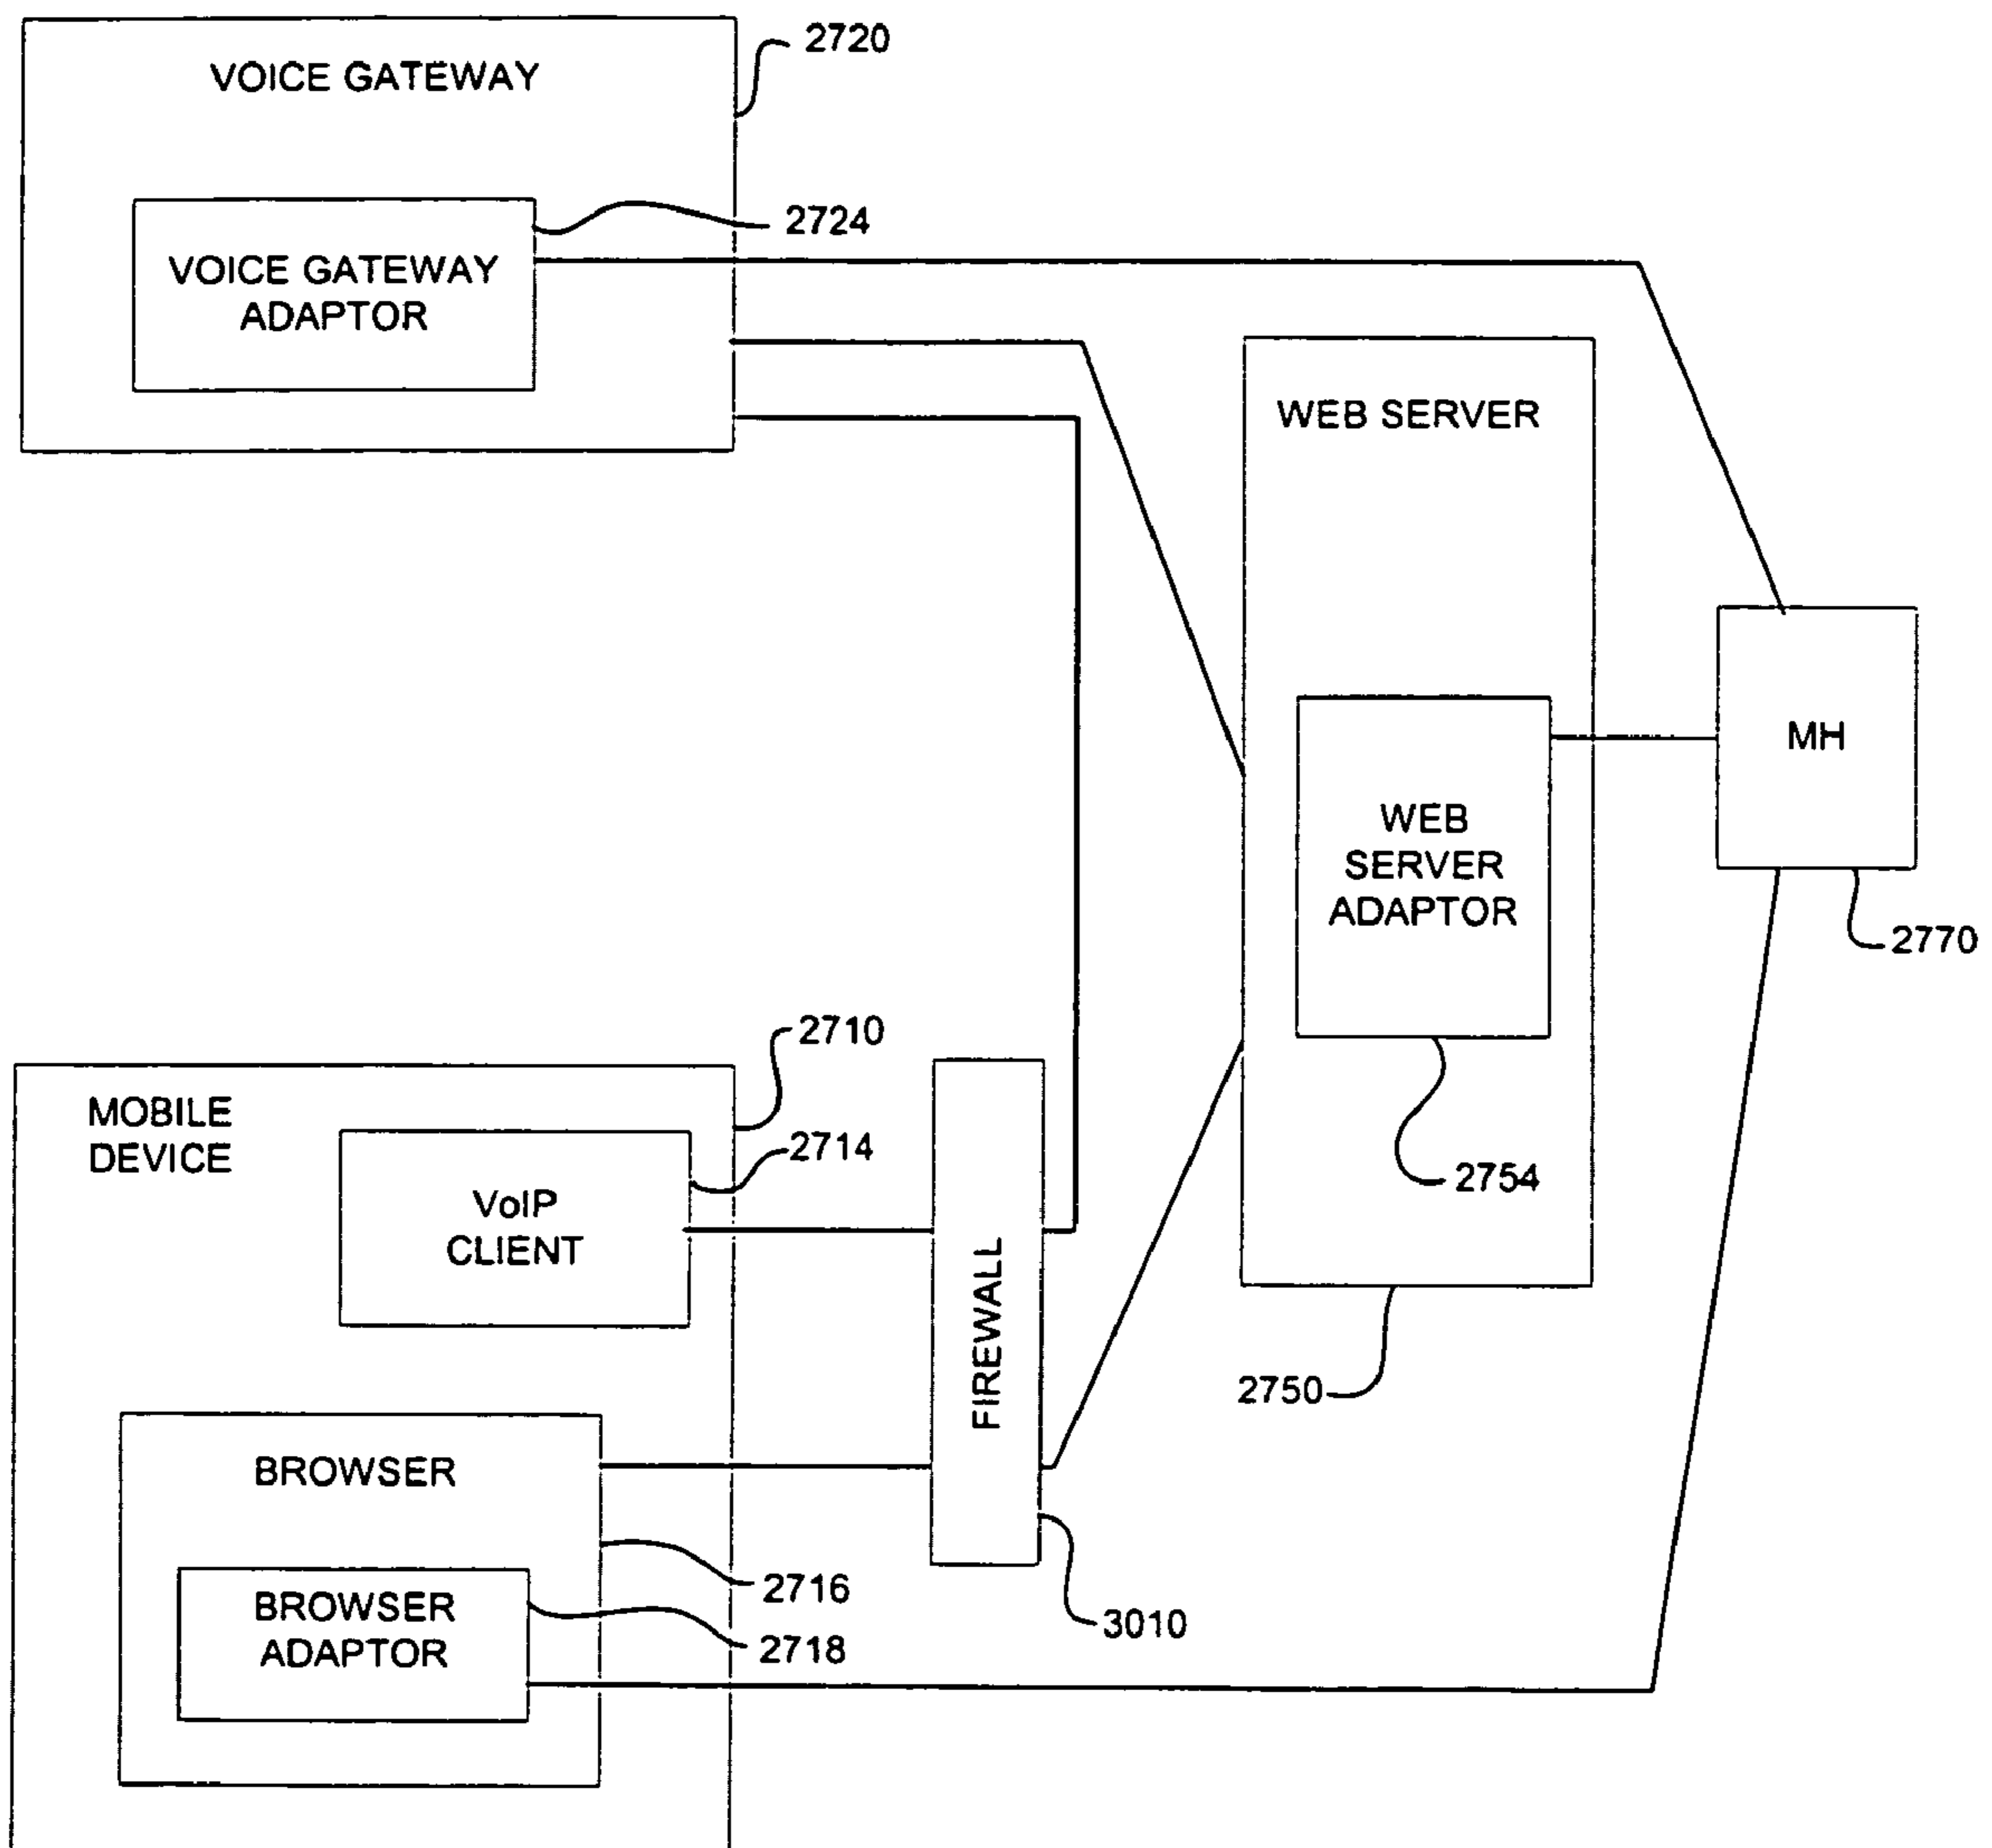 2720
VOICE GATEWAY
2724
VOICE GATEWAY
ADAPTOR
WEB SERVER
MH
WEB
SERVER
ADAPTOR
2770
2710
MOBILE
DEVICE
2714
VoIP
CLIENT
2754
FIREWALL
2750
BROWSER
2716
BROWSER
ADAPTOR
2718
3010